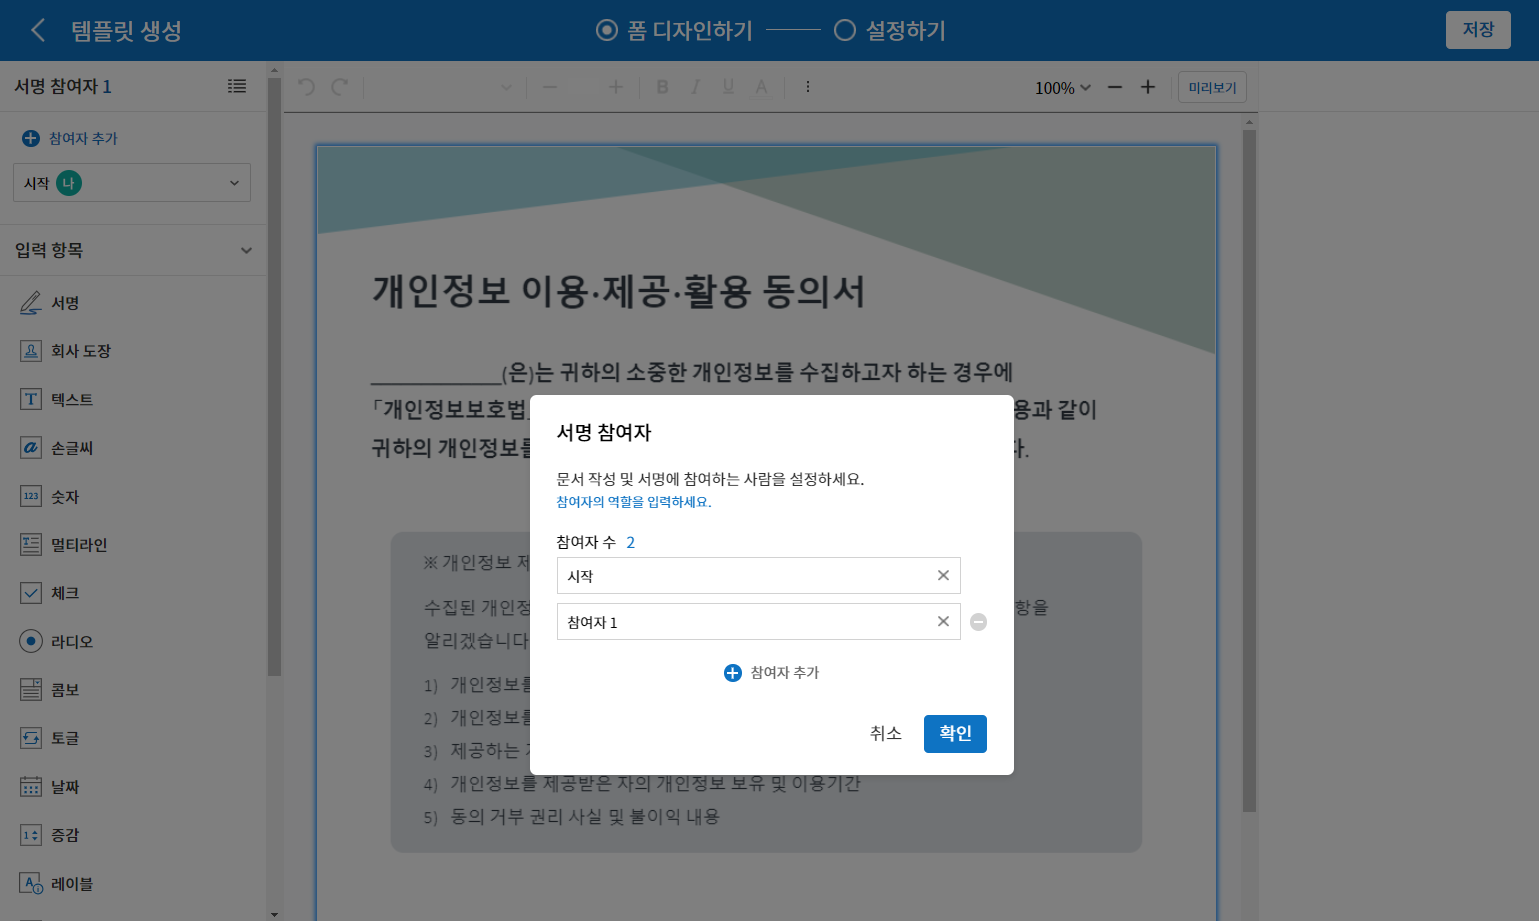 템플릿 생성
폼 디자인하기
설정하기
저장
서명 참여자 1
100%
미리보기
참여자 추가
시작 나
입력 항목
서명
회사 도장
텍스트
손글씨
숫자
멀티라인
체크
라디오
콤보
토글
날짜
증감
레이블
개인정보 이용·제공·활용 동의서
____________(은)는 귀하의 소중한 개인정보를 수집하고자 하는 경우에
「개인정보보호법 용과 같이
귀하의 개인정보를 다.
※ 개인정보 제
수집된 개인정 항을
알리겠습니다
1) 개인정보를
2) 개인정보를
3) 제공하는
4) 개인정보를 제공받은 자의 개인정보 보유 및 이용기간
5) 동의 거부 권리 사실 및 불이익 내용
서명 참여자
문서 작성 및 서명에 참여하는 사람을 설정하세요.
참여자의 역할을 입력하세요.
참여자 수 2
시작
참여자 1
참여자 추가
취소
확인